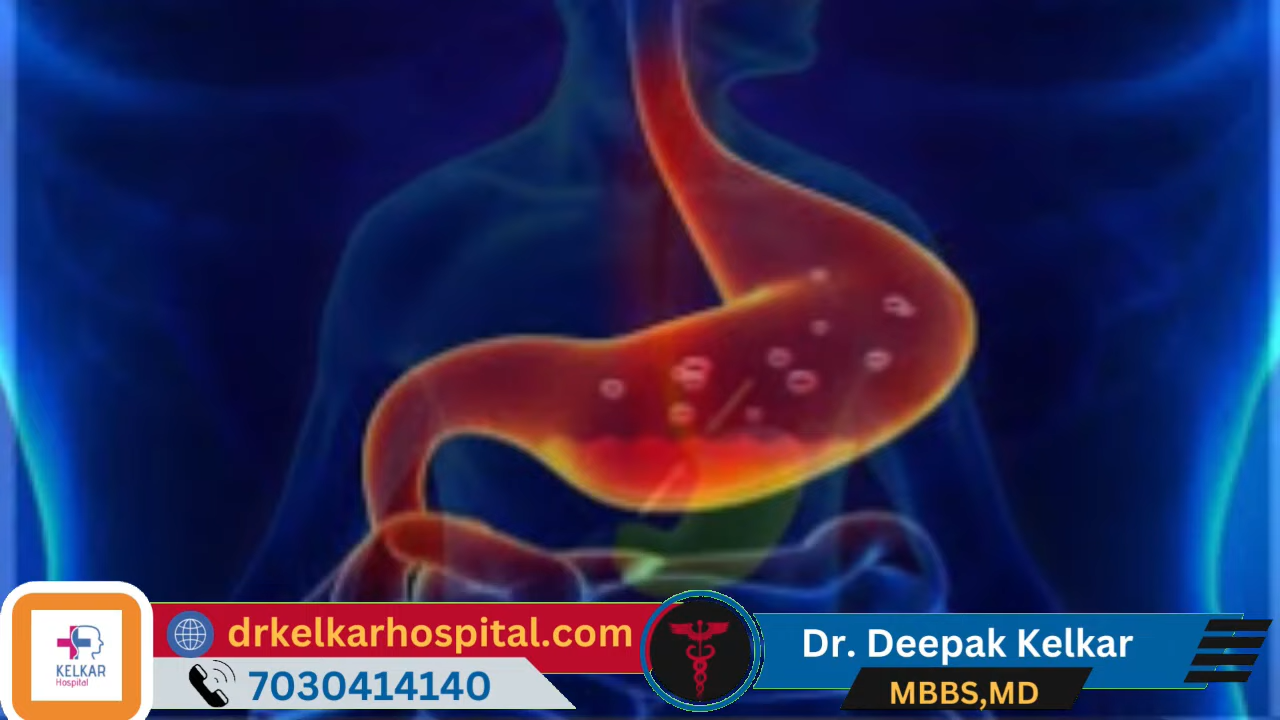 KELKAR
Hospital
drkelkarhospital.com
7030414140
Dr. Deepak Kelkar
MBBS,MD